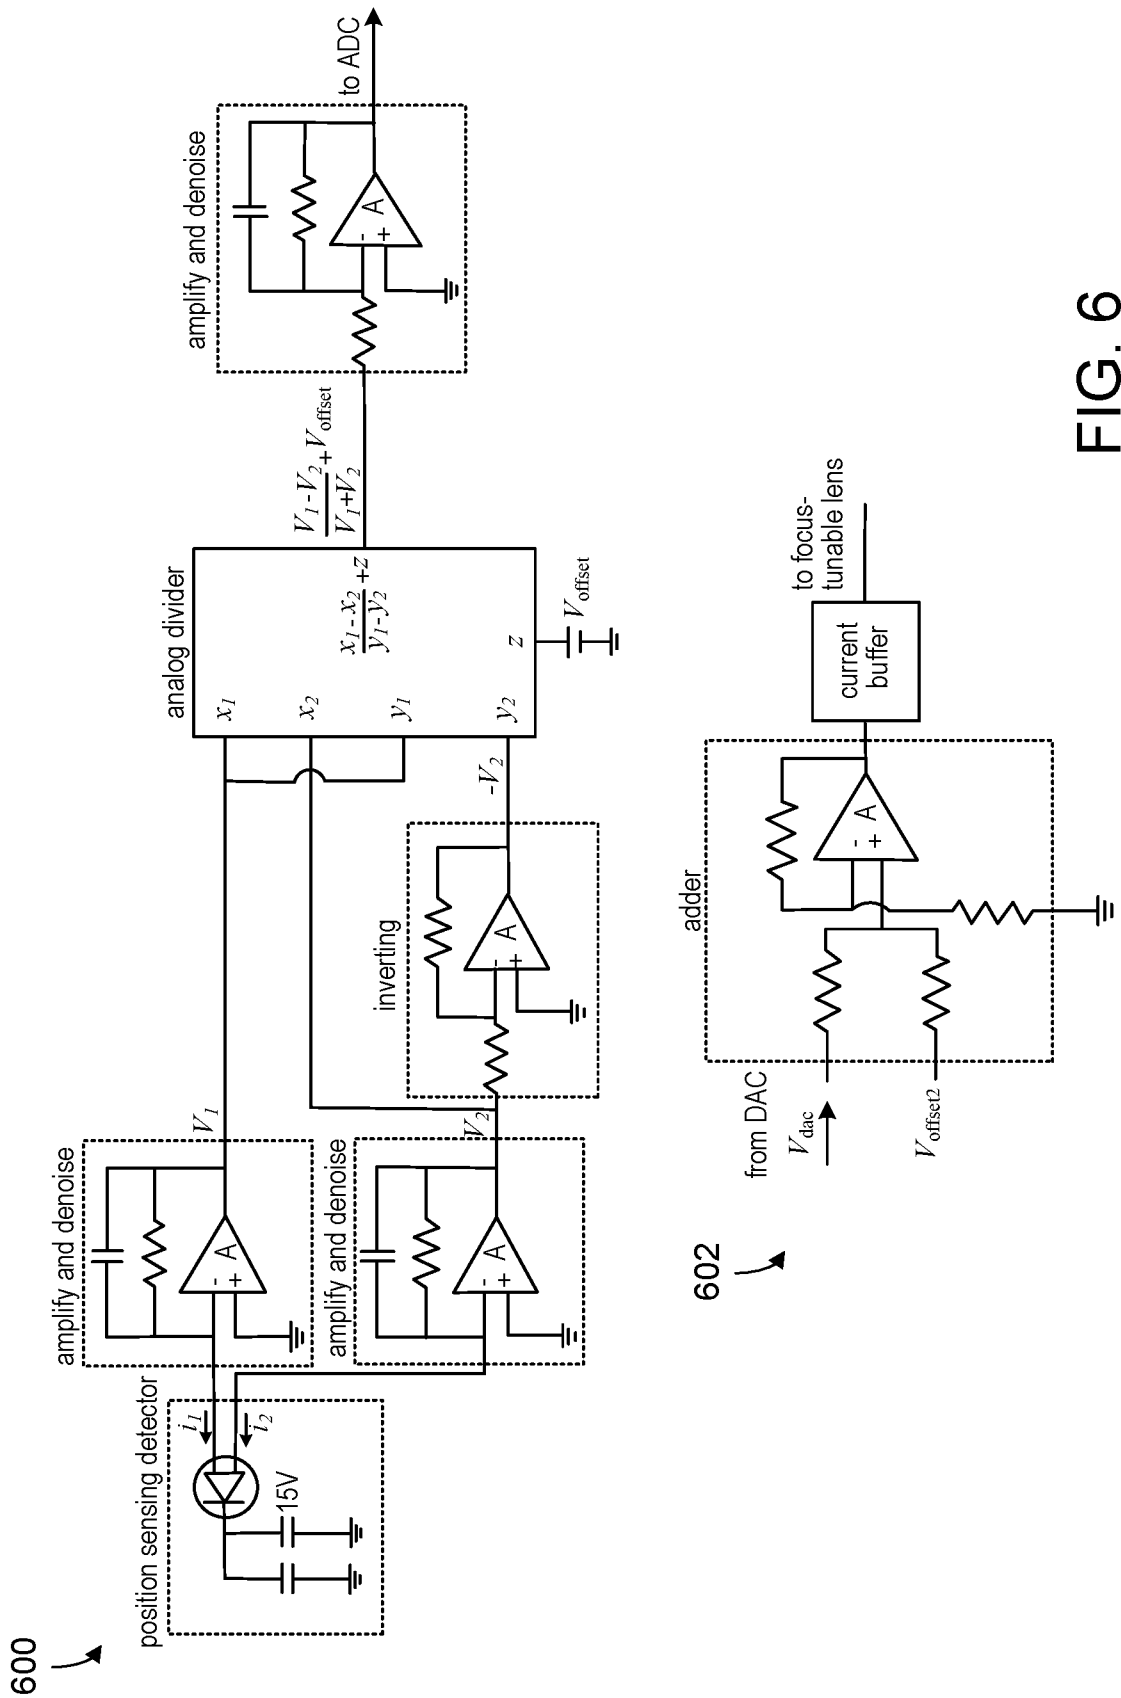 600
position sensing detector
15V
i1
i2
amplify and denoise
-
+
A
V1
amplify and denoise
-
+
A
V2
inverting
-
+
A
-V2
analog divider
x1
x2
y1
y2
x1-x2
y1-y2
+z
z
Voffset
V1-V2
V1+V2
+Voffset
amplify and denoise
-
+
A
to ADC
602
from DAC
Vdac
Voffset2
adder
-
+
A
current
buffer
to focus-
tunable lens
FIG. 6